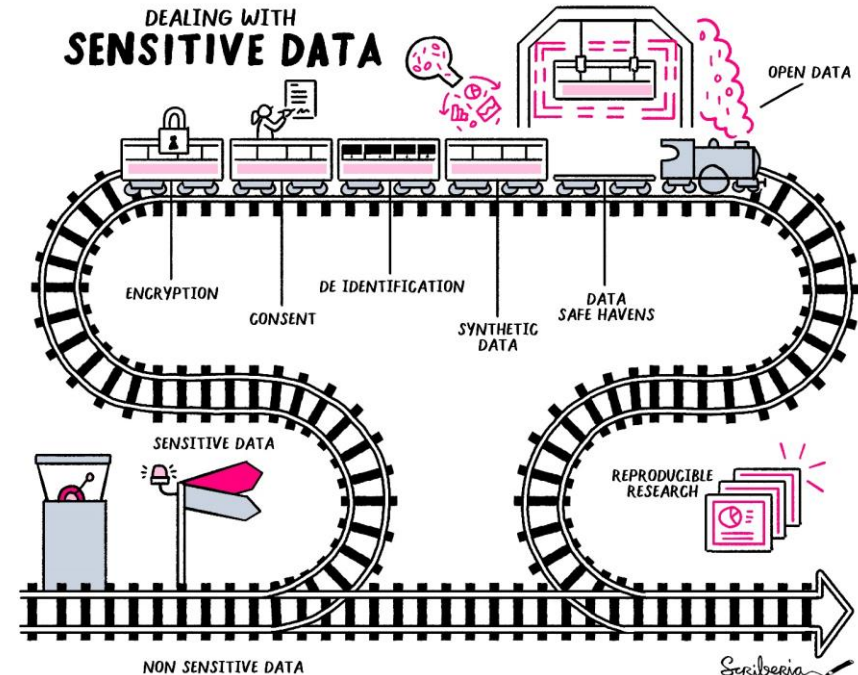 DEALING WITH
SENSITIVE DATA
OPEN DATA
ENCRYPTION
CONSENT
DE IDENTIFICATION
SYNTHETIC
DATA
DATA
SAFE HAVENS
SENSITIVE DATA
REPRODUCIBLE
RESEARCH
NON SENSITIVE DATA
Scriberia